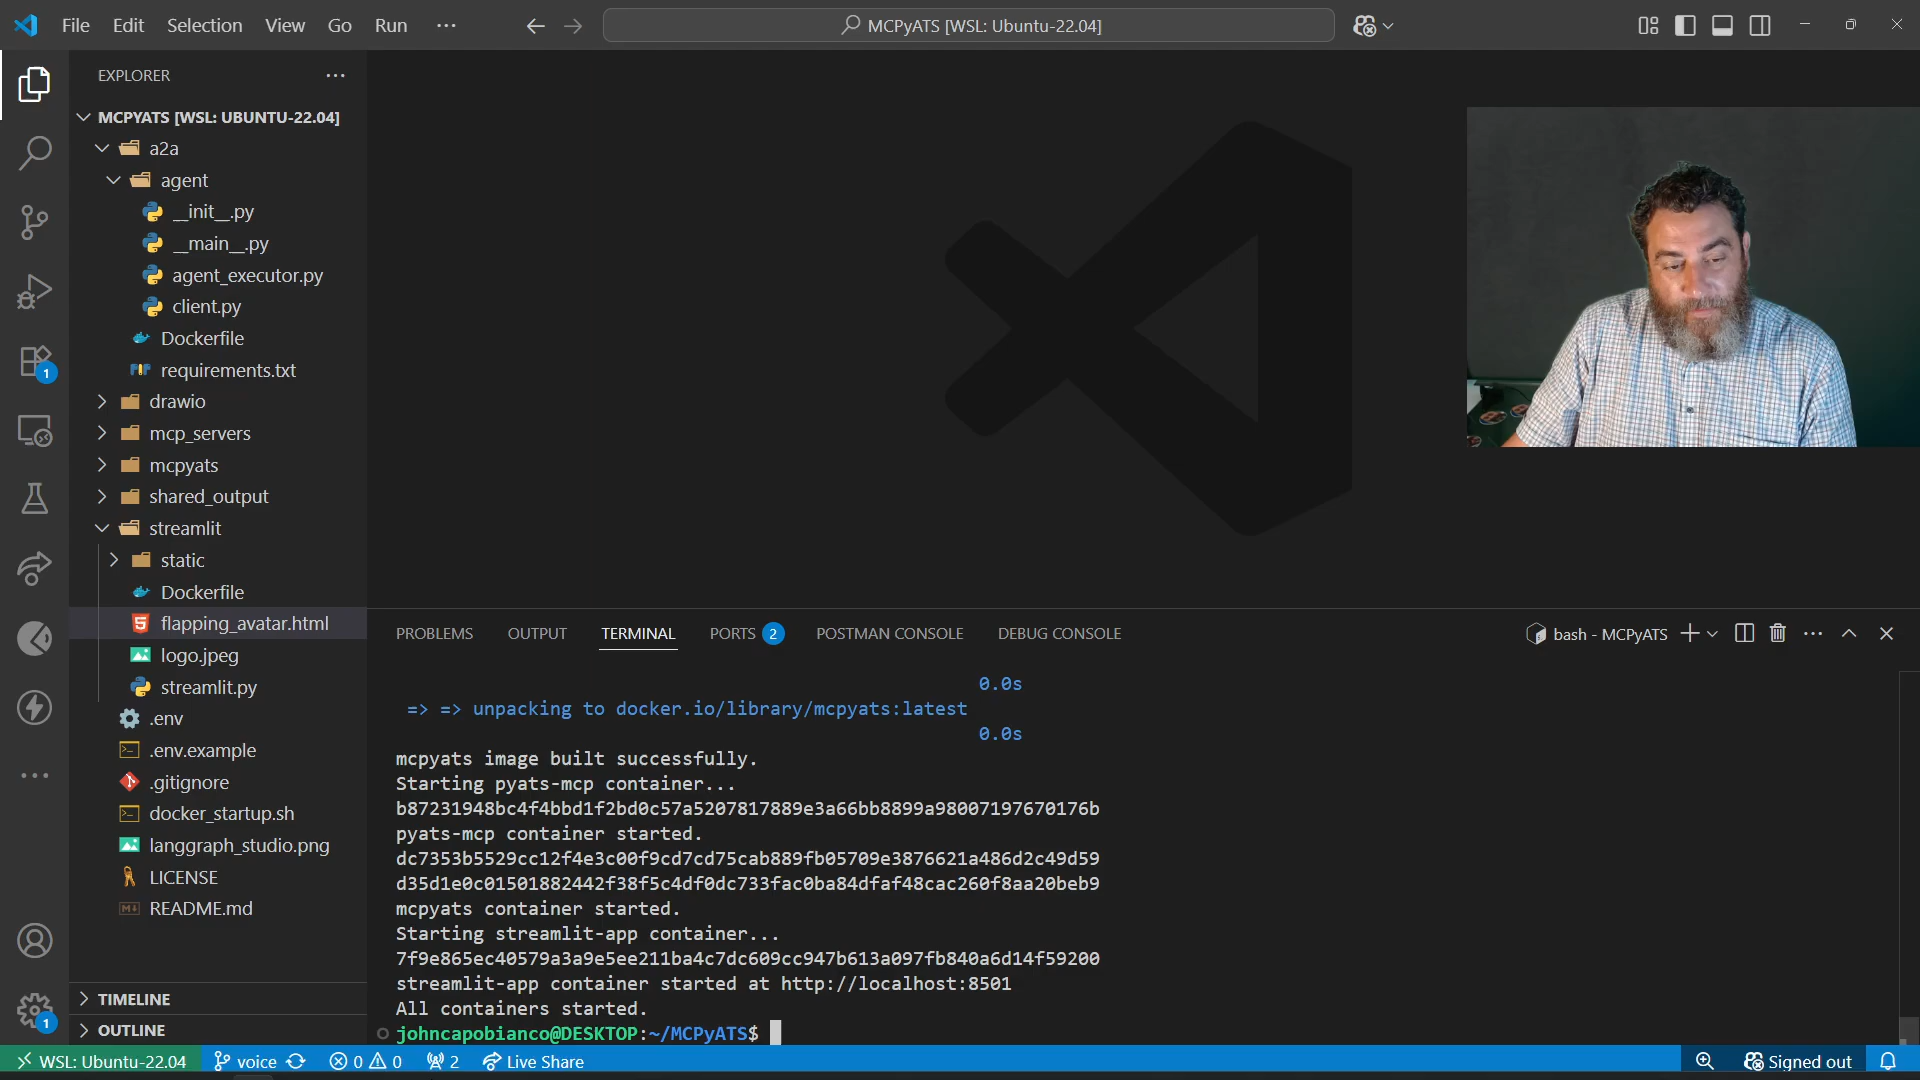 File Edit Selection View Go Run ···
MCPyATS [WSL: Ubuntu-22.04]
EXPLORER ···
MCPYATS [WSL: UBUNTU-22.04]
a2a
agent
__init__.py
__main__.py
agent_executor.py
client.py
Dockerfile
requirements.txt
drawio
mcp_servers
mcpyats
shared_output
streamlit
static
Dockerfile
flapping_avatar.html
logo.jpeg
streamlit.py
.env
.env.example
.gitignore
docker_startup.sh
langgraph_studio.png
LICENSE
README.md
TIMELINE
OUTLINE
1
1
PROBLEMS OUTPUT TERMINAL PORTS 2 POSTMAN CONSOLE DEBUG CONSOLE
bash - MCPyATS
0.0s
=> => unpacking to docker.io/library/mcpyats:latest
0.0s
mcpyats image built successfully.
Starting pyats-mcp container...
b87231948bc4f4bbd1f2bd0c57a5207817889e3a66bb8899a98007197670176b
pyats-mcp container started.
dc7353b5529cc12f4e3c00f9cd7cd75cab889fb05709e3876621a486d2c49d59
d35d1e0c01501882442f38f5c4df0dc733fac0ba84dfaf48cac260f8aa20beb9
mcpyats container started.
Starting streamlit-app container...
7f9e865ec40579a3a9e5ee211ba4c7dc609cc947b613a097fb840a6d14f59200
streamlit-app container started at http://localhost:8501
All containers started.
johncapobianco@DESKTOP:~/MCPyATS$
WSL: Ubuntu-22.04 voice 0 0 2 Live Share Signed out